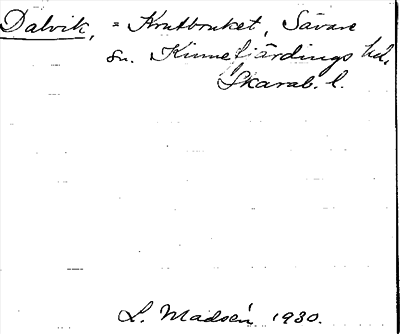 Dalvik, = Krutbruket, Sävare
sn. Kinnefjärdings hd,
Skarab. l.
L. Madsén 1930.